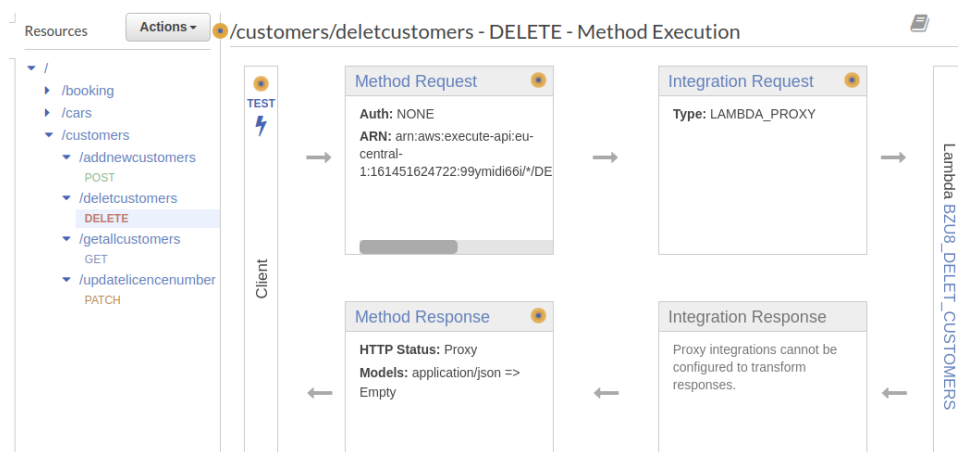 Resources
Actions
/customers/deletcustomers - DELETE - Method Execution
/
/booking
/cars
/customers
/addnewcustomers
POST
/deletcustomers
DELETE
/getallcustomers
GET
/updatelicencenumber
PATCH
TEST
Client
Method Request
Auth: NONE
ARN: arn:aws:execute-api:eu-
central-
1:161451624722:99ymidi66i/*/DE
Integration Request
Type: LAMBDA_PROXY
Method Response
HTTP Status: Proxy
Models: application/json =>
Empty
Integration Response
Proxy integrations cannot be
configured to transform
responses.
Lambda BZU8_DELET_CUSTOMERS